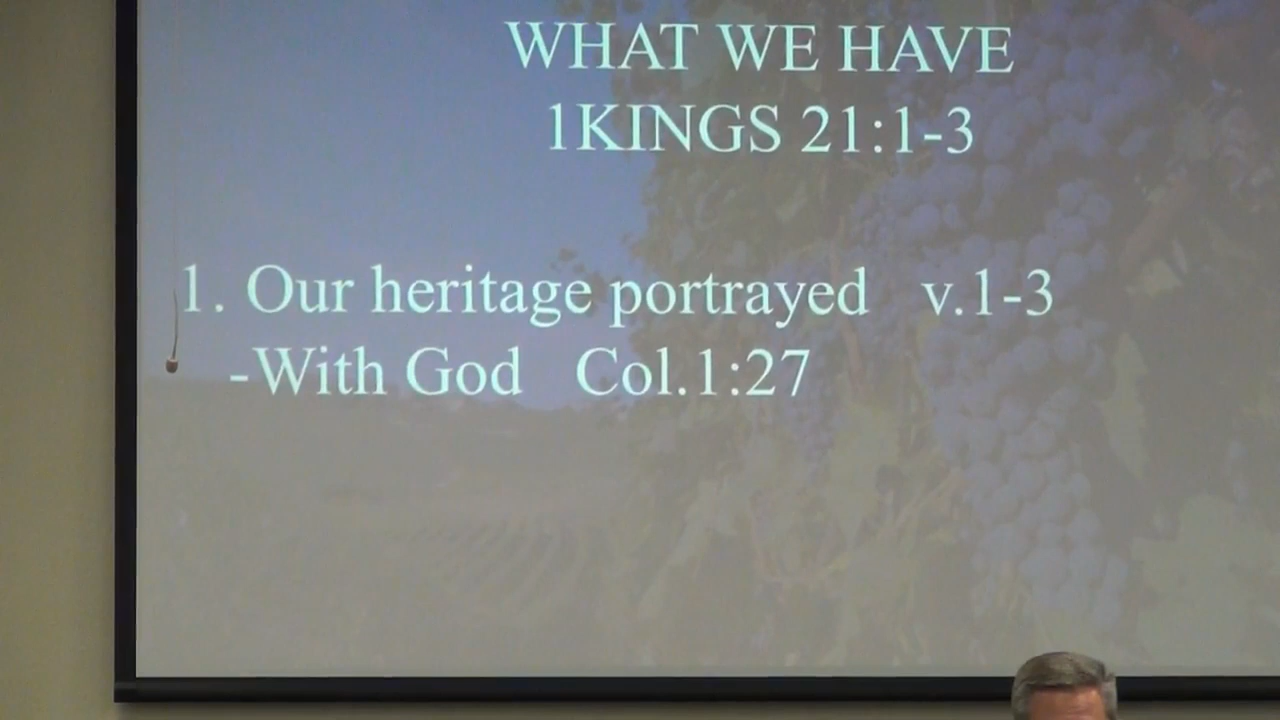 WHAT WE HAVE
1KINGS 21:1-3
1. Our heritage portrayed v.1-3
-With God Col.1:27